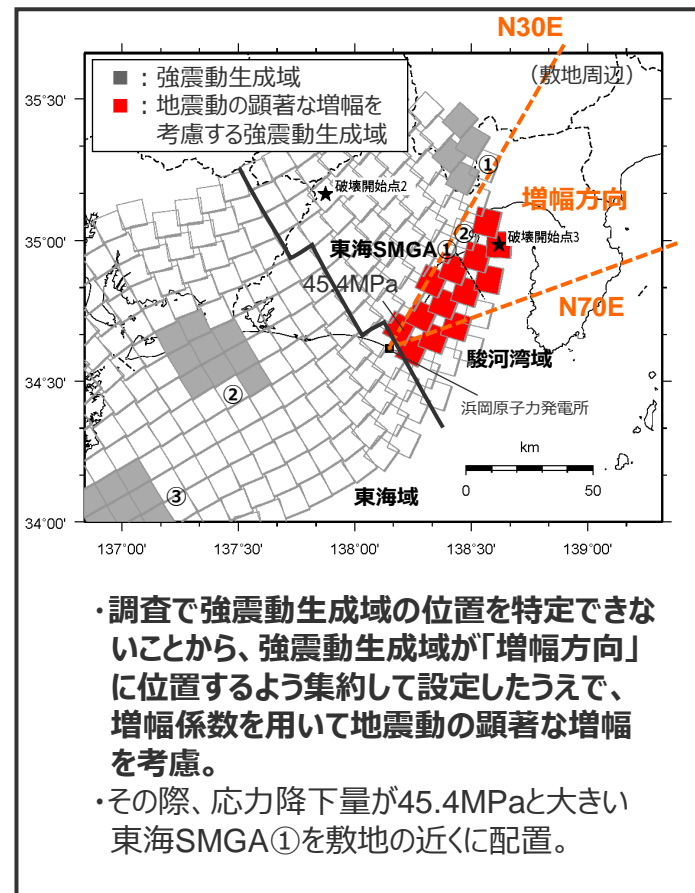 N30E
（敷地周辺）
■ ：強震動生成域
■ ：地震動の顕著な増幅を
考慮する強震動生成域
35°30'
①
破壊開始点2
増幅方向
②
破壊開始点3
35°00'
東海SMGA①
45.4MPa
N70E
駿河湾域
34°30'
②
浜岡原子力発電所
km
0 50
③
東海域
34°00'
137°00' 137°30' 138°00' 138°30' 139°00'
・調査で強震動生成域の位置を特定できな
いことから、強震動生成域が「増幅方向」
に位置するよう集約して設定したうえで、
増幅係数を用いて地震動の顕著な増幅
を考慮。
・その際、応力降下量が45.4MPaと大きい
東海SMGA①を敷地の近くに配置。